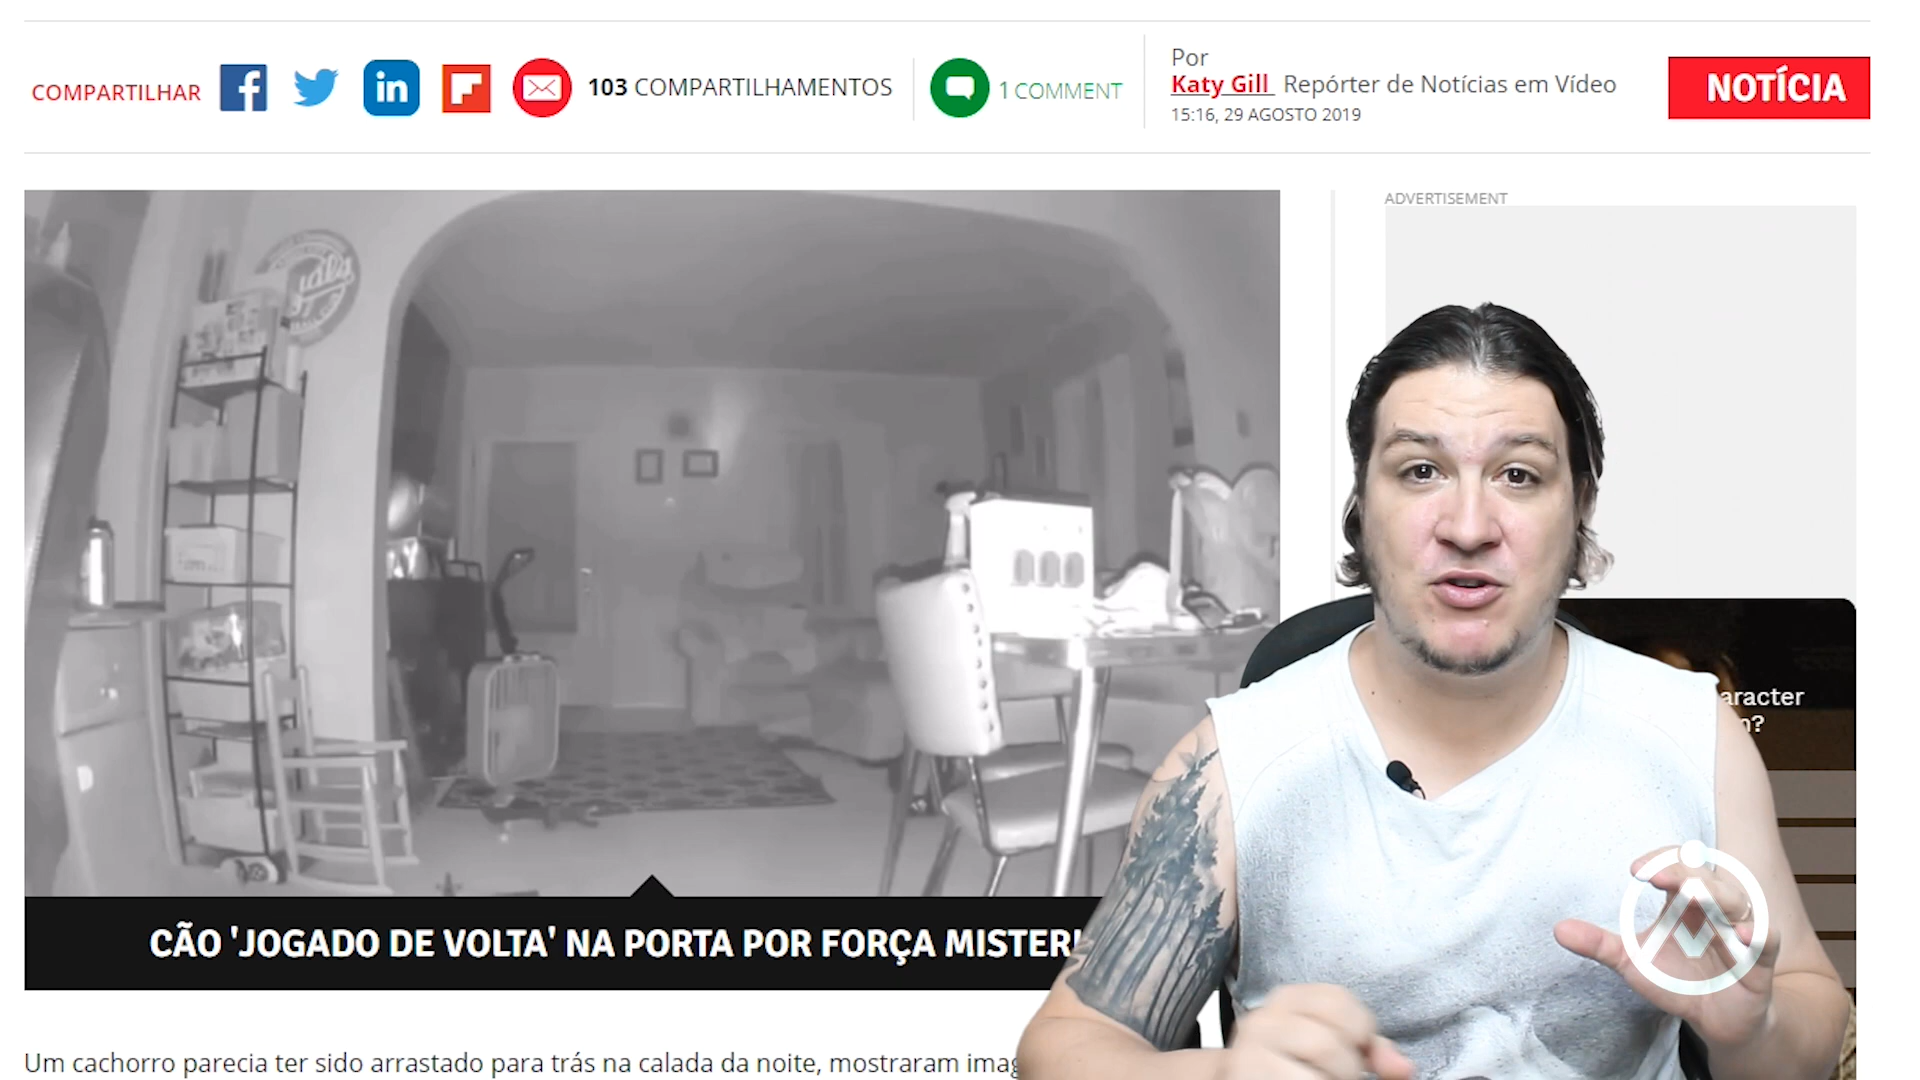 COMPARTILHAR
103 COMPARTILHAMENTOS
1 COMMENT
Por
Katy Gill Repórter de Notícias em Vídeo
15:16, 29 AGOSTO 2019
NOTÍCIA
ADVERTISEMENT
CÃO 'JOGADO DE VOLTA' NA PORTA POR FORÇA MISTERI
Um cachorro parecia ter sido arrastado para trás na calada da noite, mostraram imag